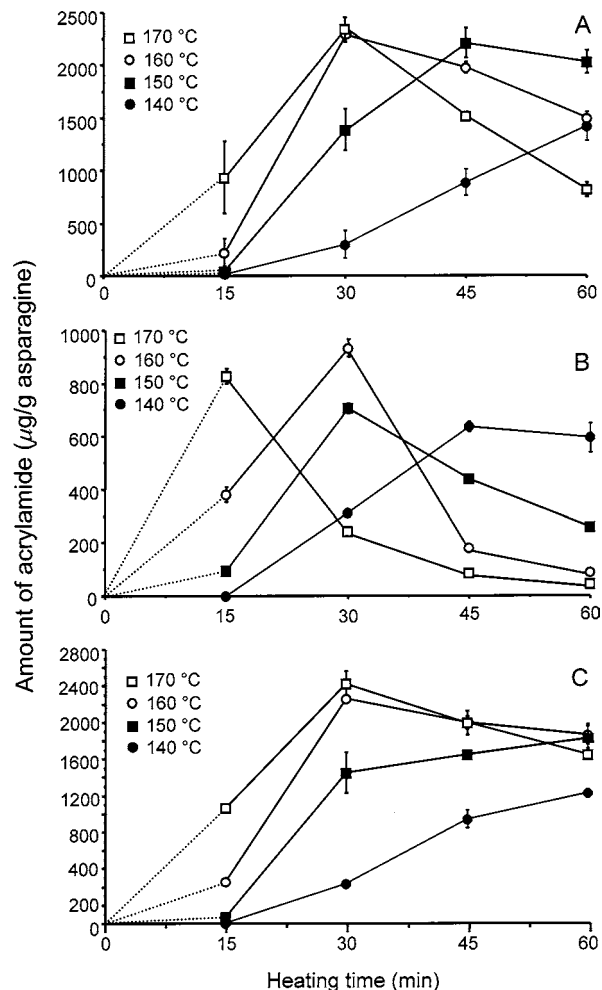 Amount of acrylamide (μg/g asparagine)
A
170 °C
160 °C
150 °C
140 °C
2500
2000
1500
1000
500
0
0 15 30 45 60
B
170 °C
160 °C
150 °C
140 °C
1000
800
600
400
200
0
0 15 30 45 60
C
170 °C
160 °C
150 °C
140 °C
2800
2400
2000
1600
1200
800
400
200
0
0 15 30 45 60
Heating time (min)